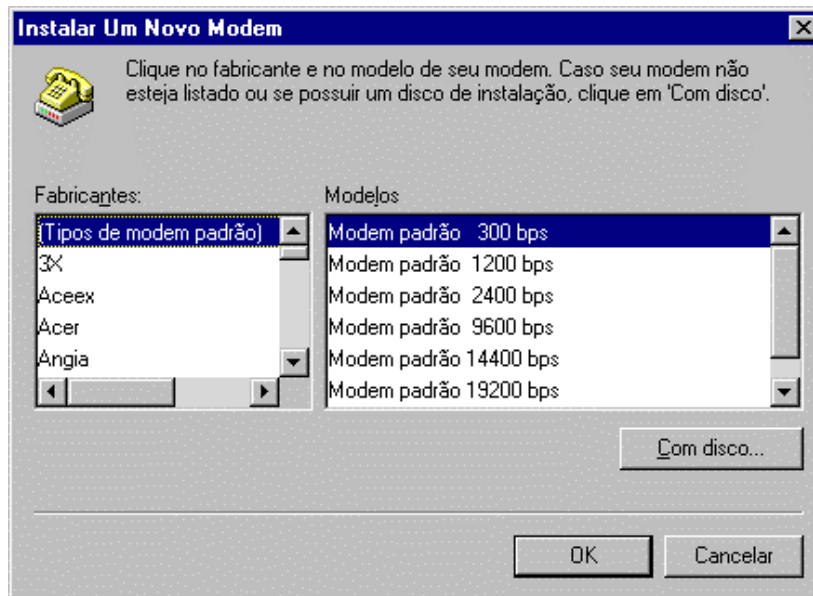 Instalar Um Novo Modem
Clique no fabricante e no modelo de seu modem. Caso seu modem não
esteja listado ou se possuir um disco de instalação, clique em 'Com disco'.
Fabricantes:
(Tipos de modem padrão)
3X
Aceex
Acer
Angia
Modelos
Modem padrão 300 bps
Modem padrão 1200 bps
Modem padrão 2400 bps
Modem padrão 9600 bps
Modem padrão 14400 bps
Modem padrão 19200 bps
Com disco...
OK
Cancelar